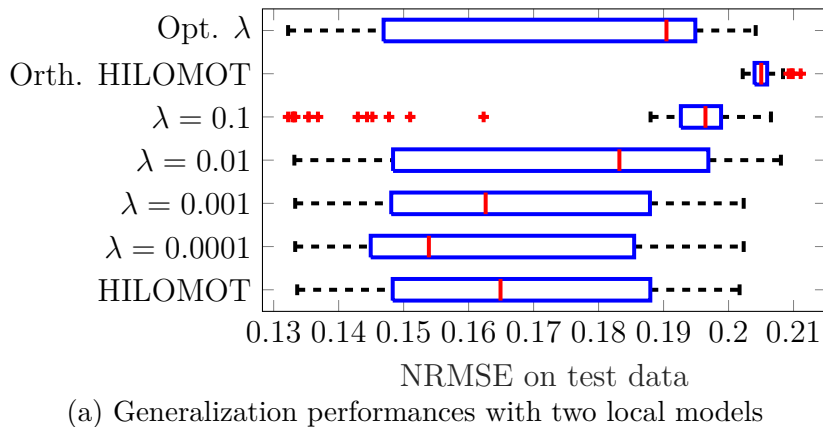 Opt. λ
Orth. HILOMOT
λ = 0.1
λ = 0.01
λ = 0.001
λ = 0.0001
HILOMOT
0.13 0.14 0.15 0.16 0.17 0.18 0.19 0.2 0.21
NRMSE on test data
(a) Generalization performances with two local models